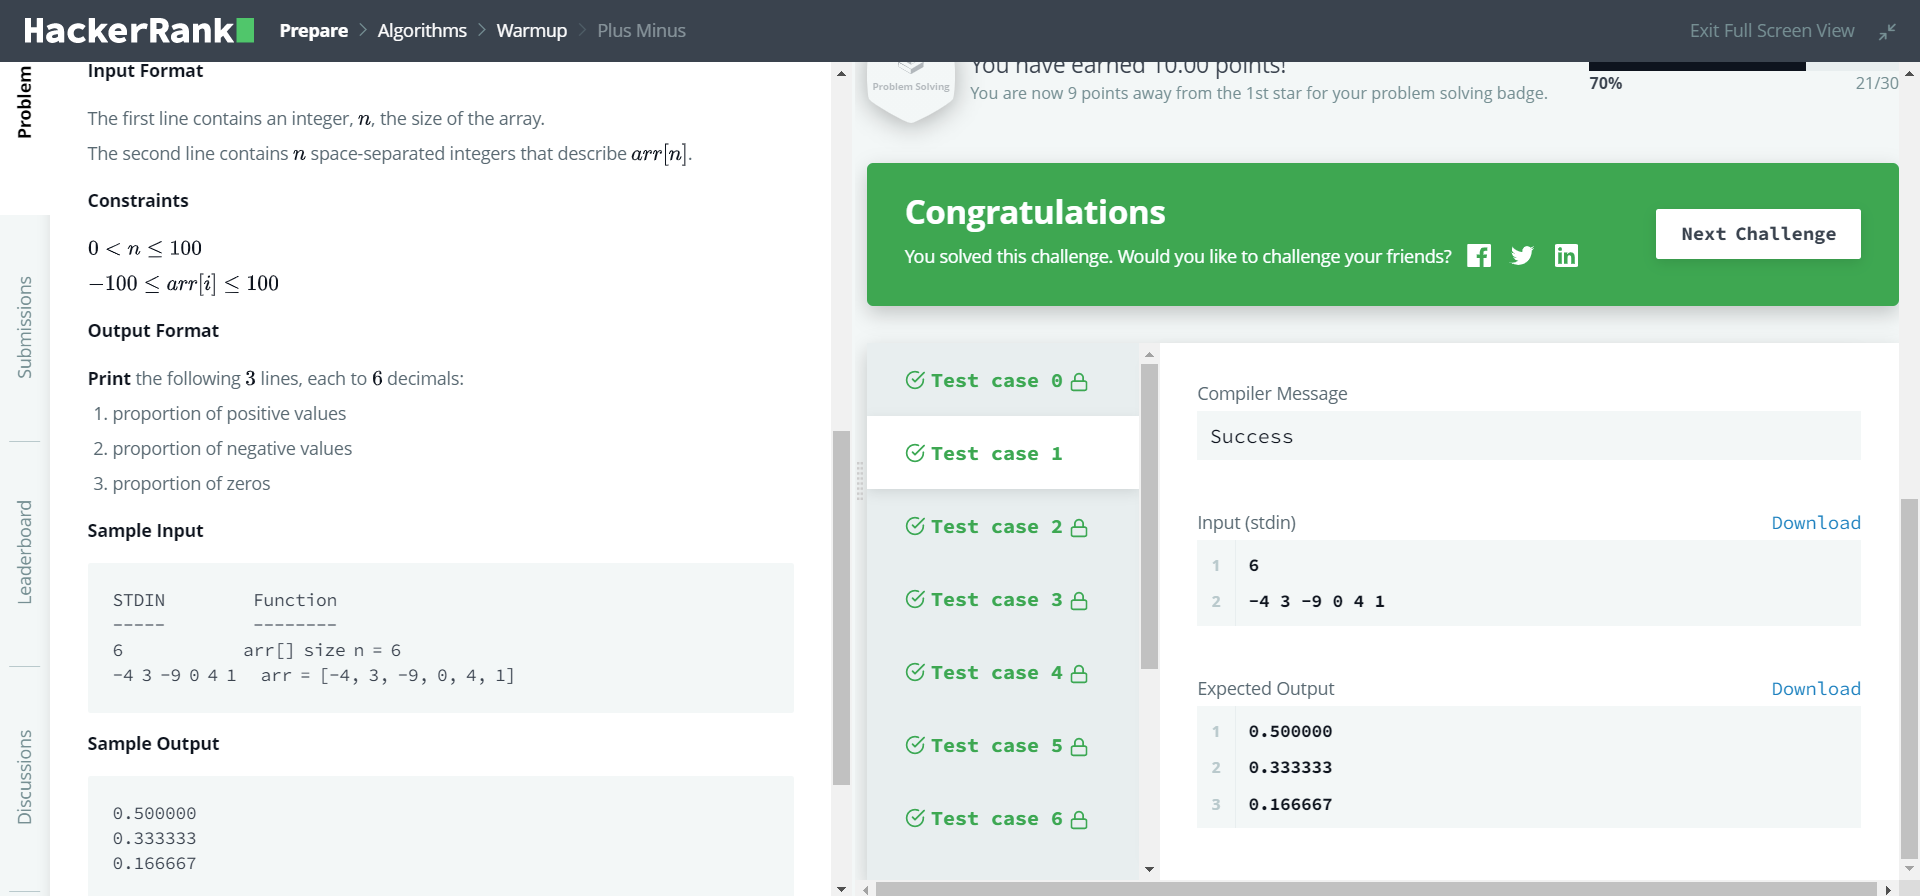 HackerRank
Prepare > Algorithms > Warmup > Plus Minus
Exit Full Screen View
Problem
Submissions
Leaderboard
Discussions
Input Format
The first line contains an integer, n, the size of the array.
The second line contains n space-separated integers that describe arr[n].
Constraints
0 < n ≤ 100
−100 ≤ arr[i] ≤ 100
Output Format
Print the following 3 lines, each to 6 decimals:
1. proportion of positive values
2. proportion of negative values
3. proportion of zeros
Sample Input
STDIN Function
----- --------
6 arr[] size n = 6
-4 3 -9 0 4 1 arr = [-4, 3, -9, 0, 4, 1]
Sample Output
0.500000
0.333333
0.166667
Problem Solving
You have earned 10.00 points!
You are now 9 points away from the 1st star for your problem solving badge.
70%
21/30
Congratulations
You solved this challenge. Would you like to challenge your friends?
Next Challenge
Test case 0
Test case 1
Test case 2
Test case 3
Test case 4
Test case 5
Test case 6
Compiler Message
Success
Input (stdin)
Download
1 6
2 -4 3 -9 0 4 1
Expected Output
Download
1 0.500000
2 0.333333
3 0.166667